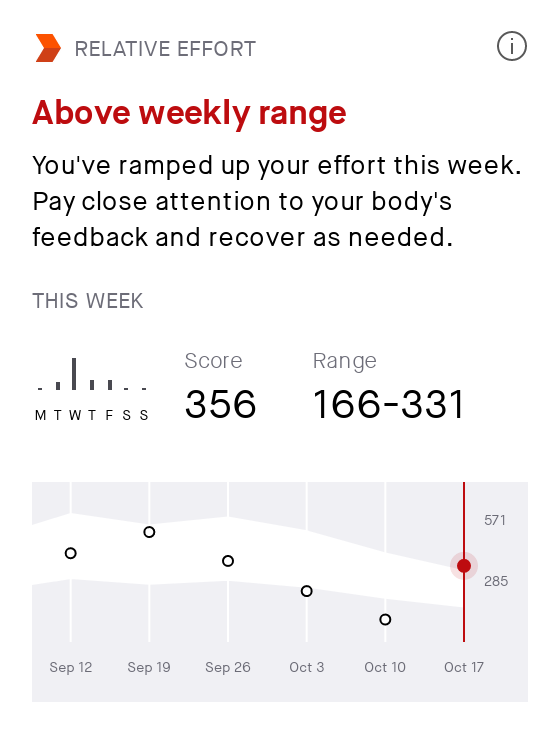 RELATIVE EFFORT
Above weekly range
You've ramped up your effort this week.
Pay close attention to your body's
feedback and recover as needed.
THIS WEEK
Score Range
356 166-331
M T W T F S S
571
285
Sep 12 Sep 19 Sep 26 Oct 3 Oct 10 Oct 17